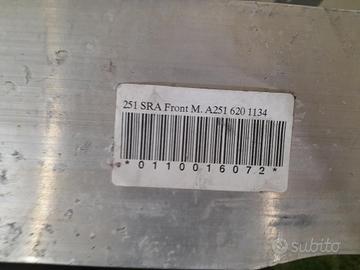 251 SRA Front M. A251 620 1134
*0110016072*
subito